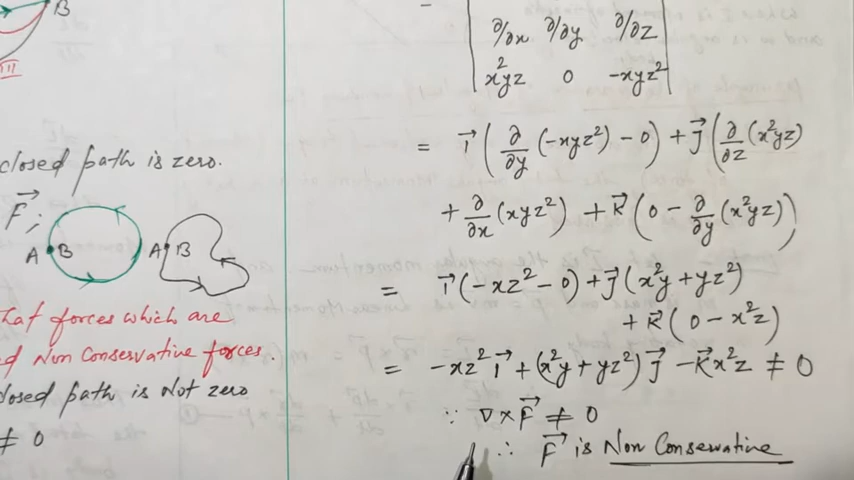 B
III
closed path is zero.
F⃗;
A B
A B
that forces which are
ed Non Conservative forces.
closed path is Not zero
≠ 0
-
∂/∂x ∂/∂y ∂/∂z
x²yz 0 -xyz²
= i⃗ (∂/∂y (-xyz²) - 0) + j⃗ (∂/∂z (x²yz)
+ ∂/∂x (xyz²) + k⃗ (0 - ∂/∂y (x²yz))
= i⃗ (-xz² - 0) + j⃗ (x²y + yz²)
+ k⃗ (0 - x²z)
= -xz² i⃗ + (x²y + yz²) j⃗ - k⃗ x²z ≠ 0
∵ ∇ × F⃗ ≠ 0
∴ F⃗ is Non Conservative